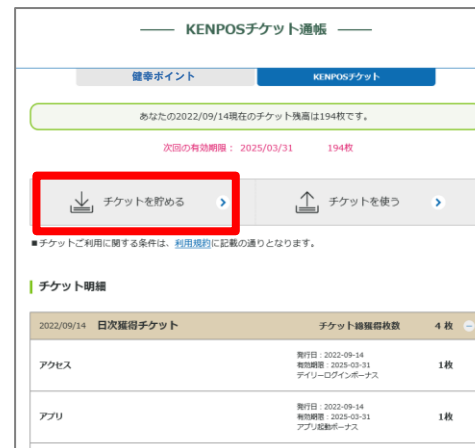 KENPOSチケット通帳
健幸ポイント KENPOSチケット
あなたの2022/09/14現在のチケット残高は194枚です。
次回の有効期限： 2025/03/31 194枚
チケットを貯める チケットを使う
■チケットご利用に関する条件は、利用規約に記載の通りとなります。
チケット明細
2022/09/14 日次獲得チケット チケット総獲得枚数 4 枚
発行日：2022-09-14
アクセス 有効期限：2025-03-31 1枚
デイリーログインボーナス
発行日：2022-09-14
アプリ 有効期限：2025-03-31 1枚
アプリ起動ボーナス